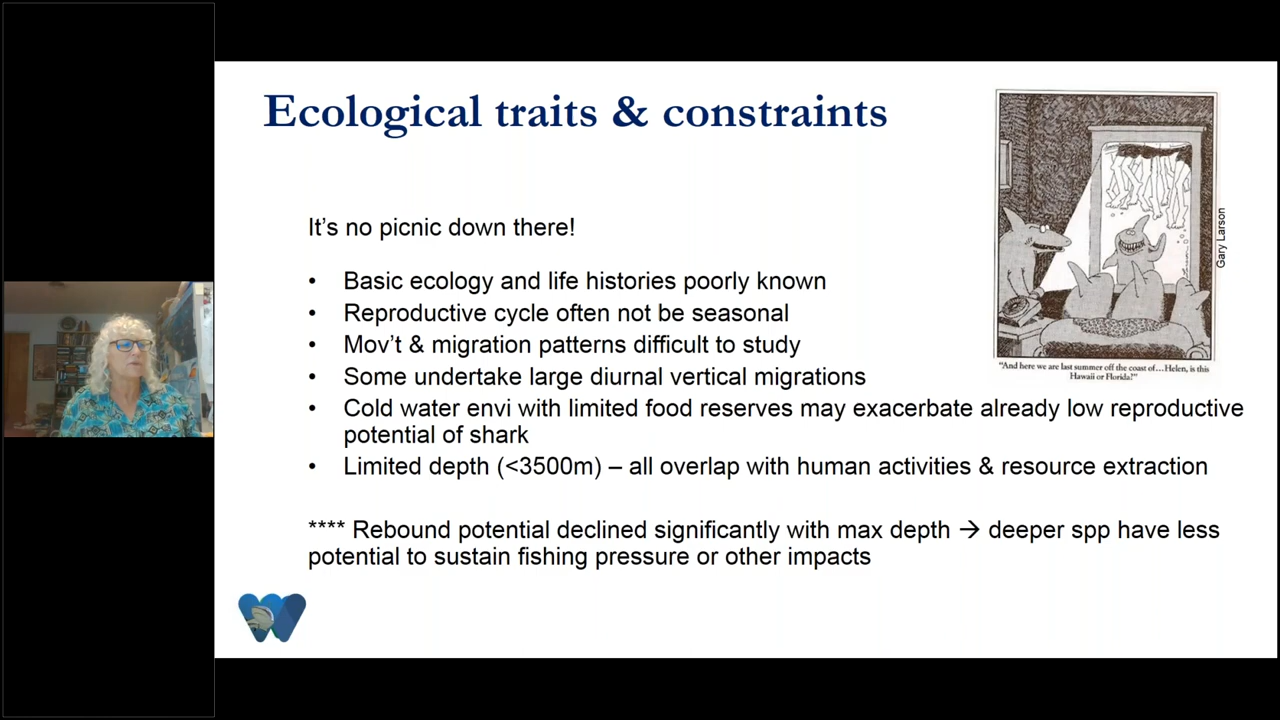 Ecological traits & constraints
It's no picnic down there!
• Basic ecology and life histories poorly known
• Reproductive cycle often not be seasonal
• Mov't & migration patterns difficult to study
• Some undertake large diurnal vertical migrations
• Cold water envi with limited food reserves may exacerbate already low reproductive
potential of shark
• Limited depth (<3500m) – all overlap with human activities & resource extraction
**** Rebound potential declined significantly with max depth → deeper spp have less
potential to sustain fishing pressure or other impacts
"And here we are last summer off the coast of...Helen, is this
Hawaii or Florida?"
Gary Larson